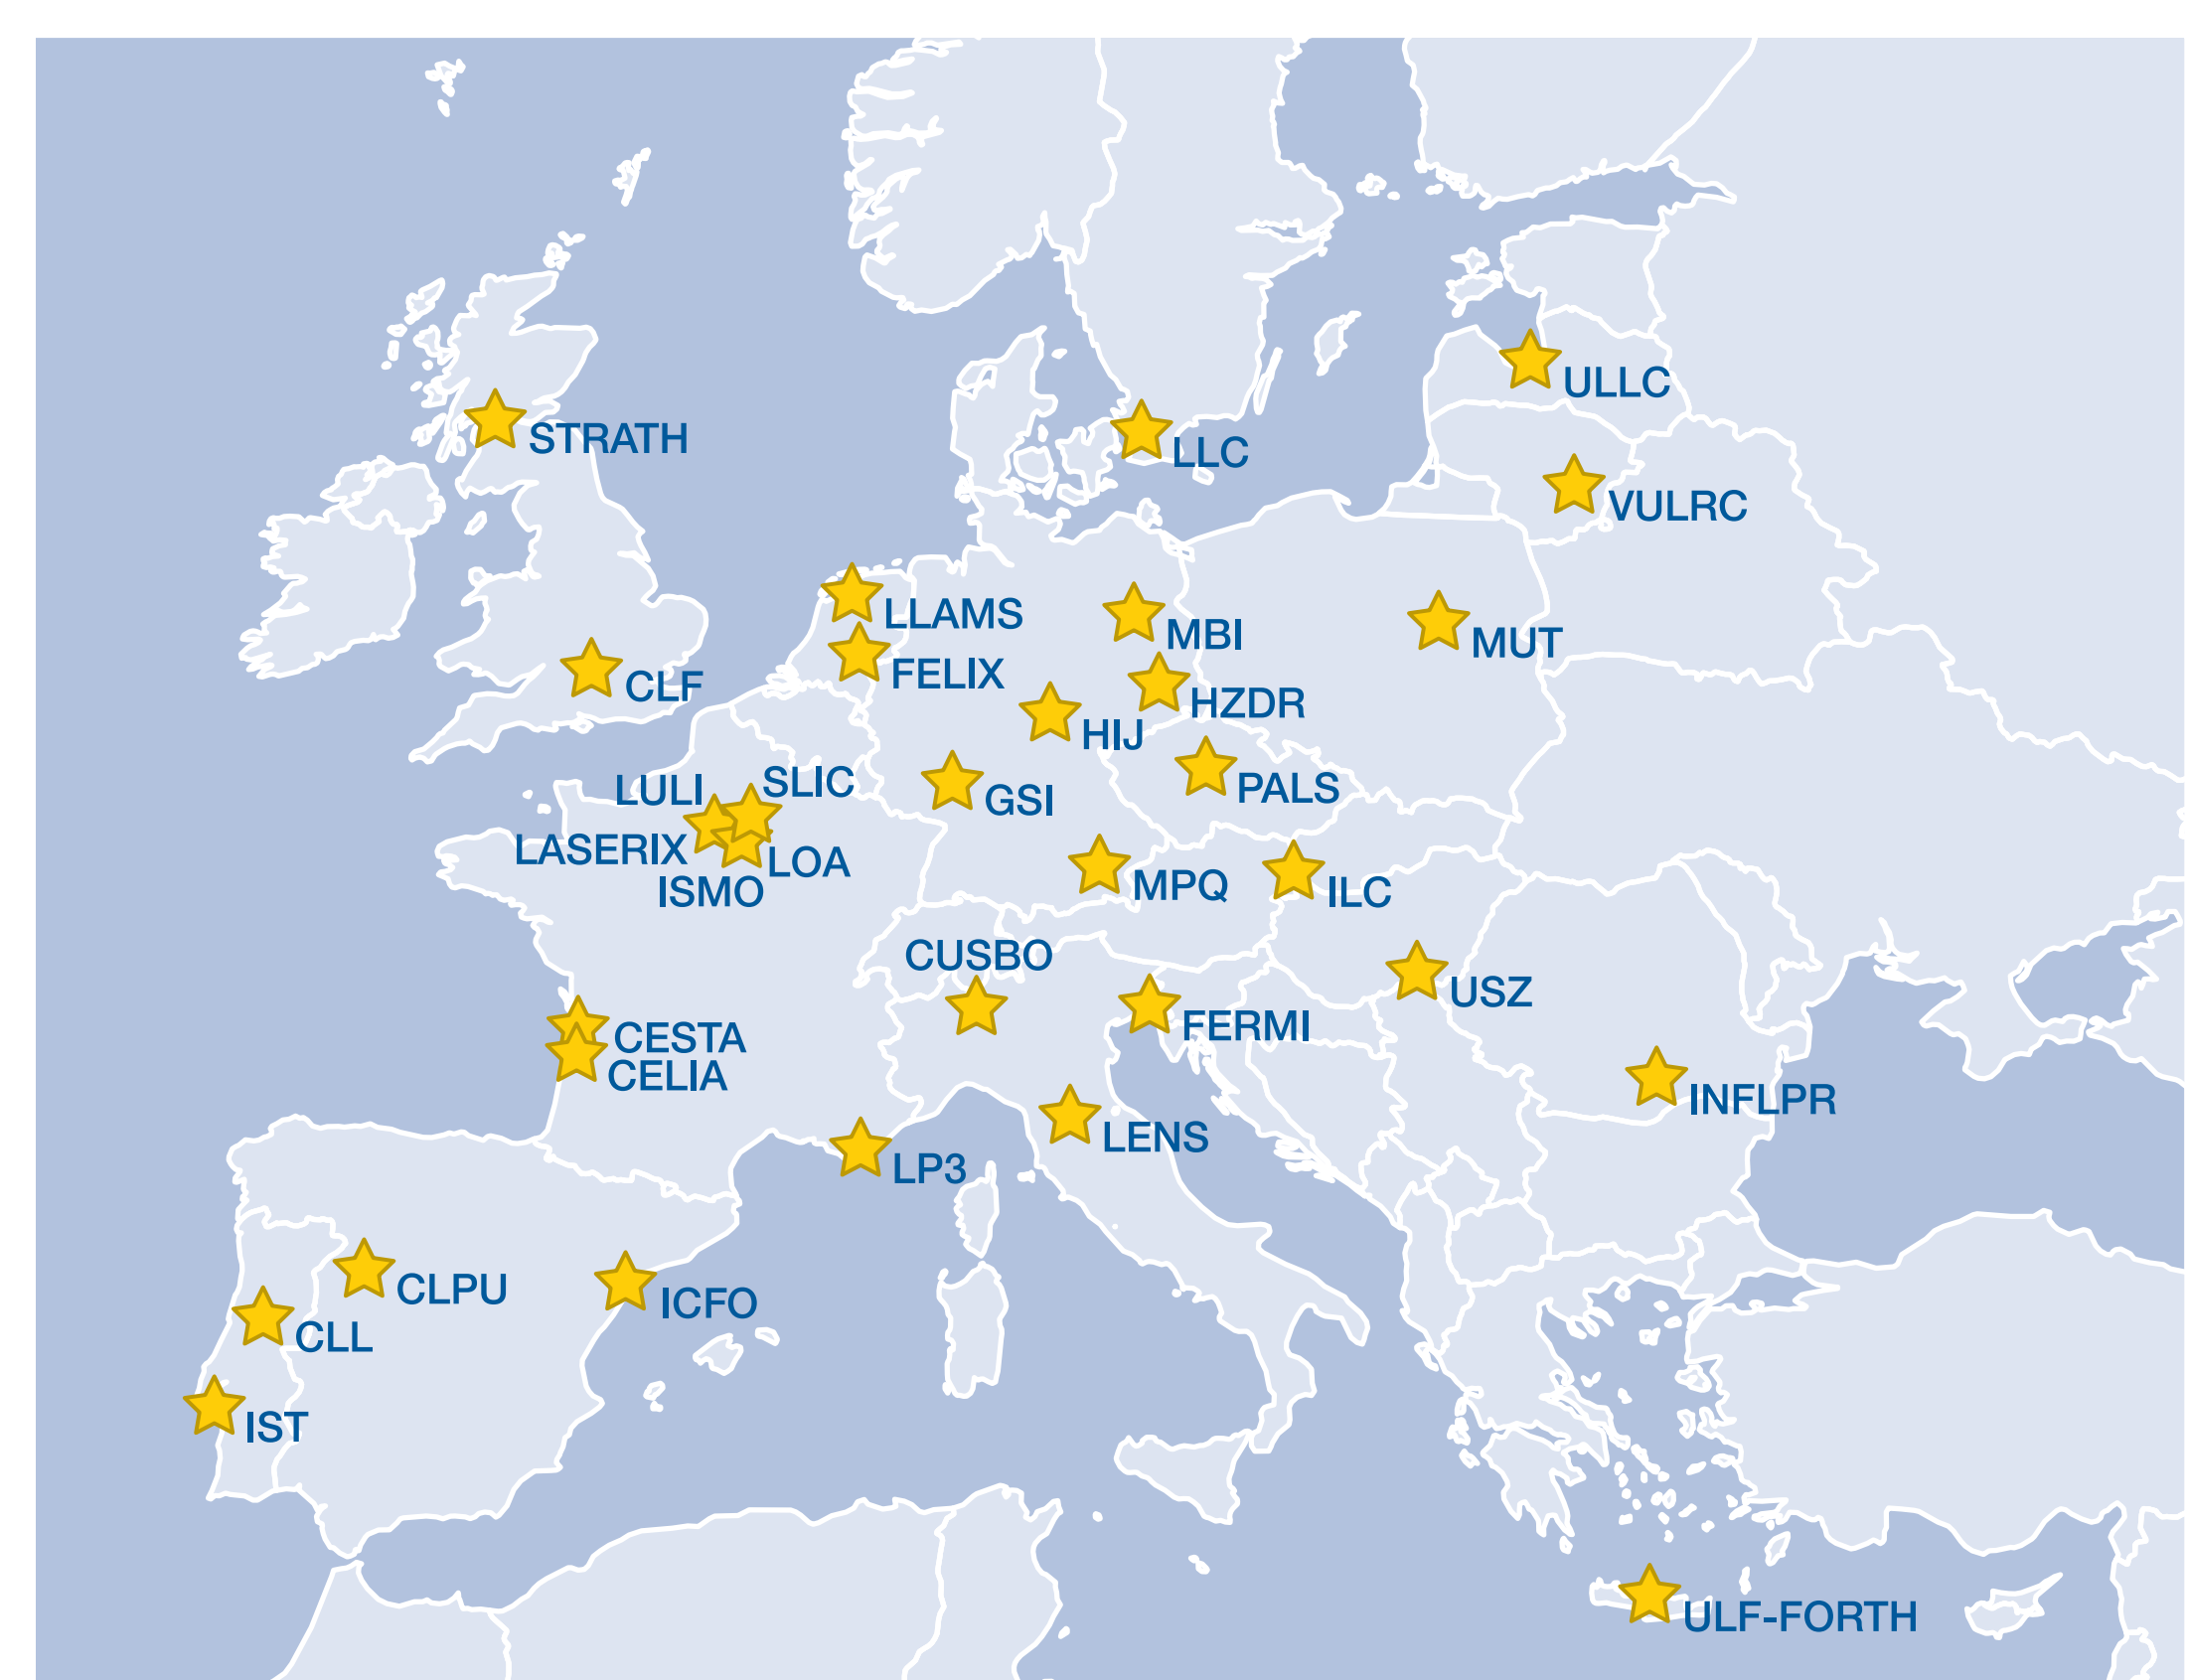 ULLC
STRATH
LLC
VULRC
LLAMS
MBI
MUT
FELIX
CLF
HZDR
HIJ
SLIC
LULI
PALS
GSI
LASERIX
LOA
ISMO
MPQ
ILC
CUSBO
USZ
FERMI
CESTA
CELIA
INFLPR
LENS
LP3
CLPU
ICFO
CLL
IST
ULF-FORTH